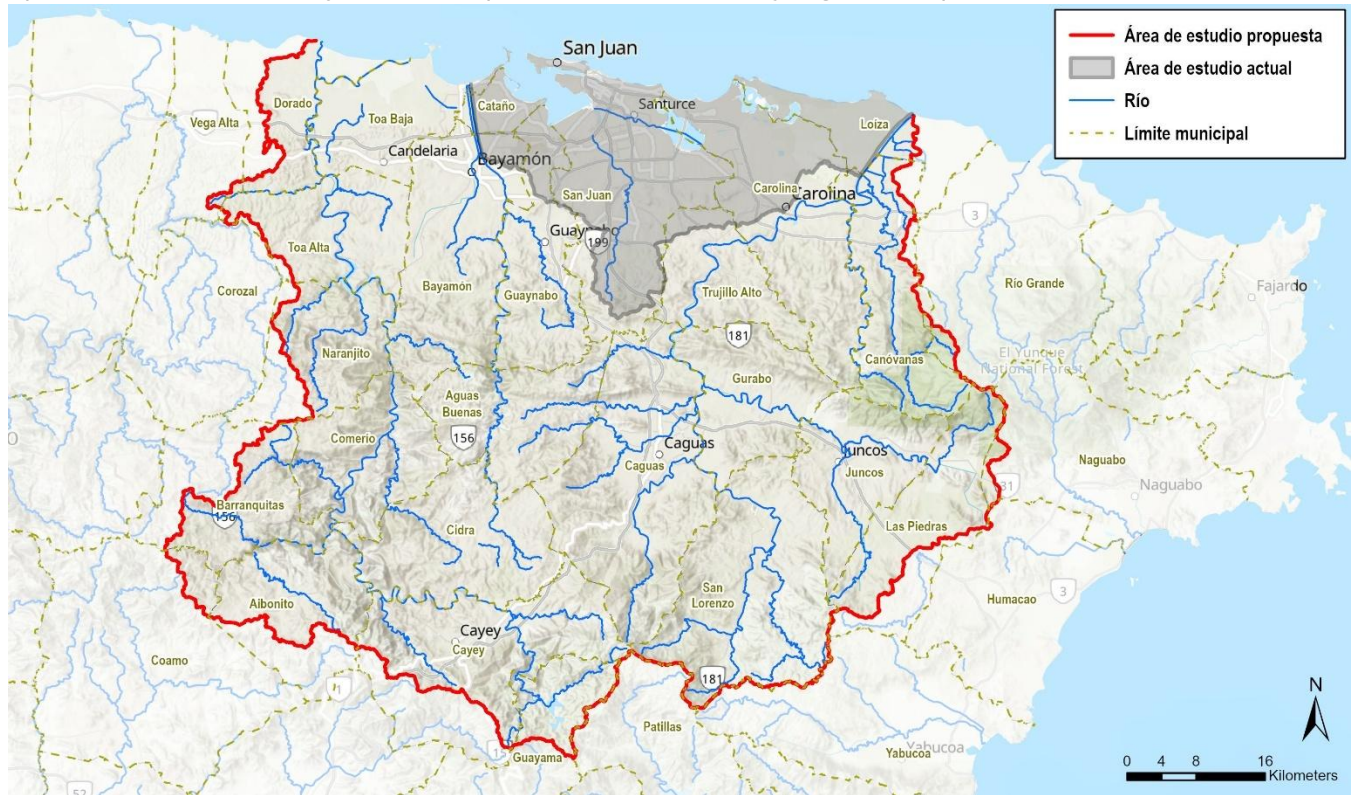 Área de estudio propuesta
Área de estudio actual
Río
Límite municipal
San Juan
Santurce
Cataño
Loíza
Dorado
Toa Baja
Vega Alta
Candelaria
Bayamón
San Juan
Carolina
Carolina
3
Guaynabo
199
Toa Alta
Corozal
Bayamón
Guaynabo
Trujillo Alto
Río Grande
Fajardo
181
Canóvanas
El Yunque
National Forest
Naranjito
Gurabo
Aguas
Buenas
Comerío
156
Caguas
Caguas
Juncos
Juncos
Naguabo
31
Naguabo
Barranquitas
156
Las Piedras
Cidra
San
Lorenzo
Humacao
3
Aibonito
Cayey
Cayey
Coamo
1
181
Patillas
Yabucoa
Yabucoa
Guayama
52
N
0 4 8 16
Kilometers